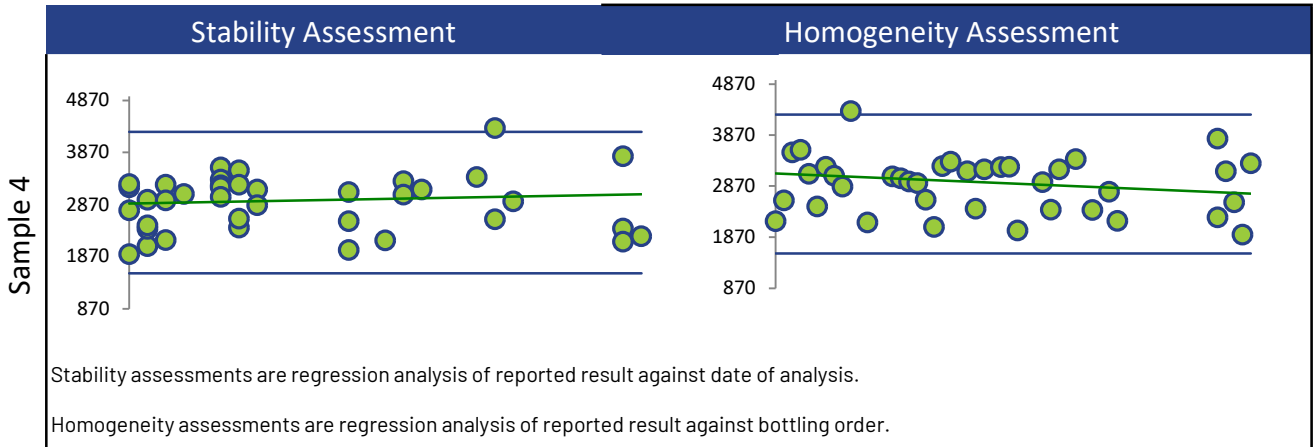 Stability Assessment
Homogeneity Assessment
Sample 4
4870
3870
2870
1870
870
4870
3870
2870
1870
870
Stability assessments are regression analysis of reported result against date of analysis.
Homogeneity assessments are regression analysis of reported result against bottling order.